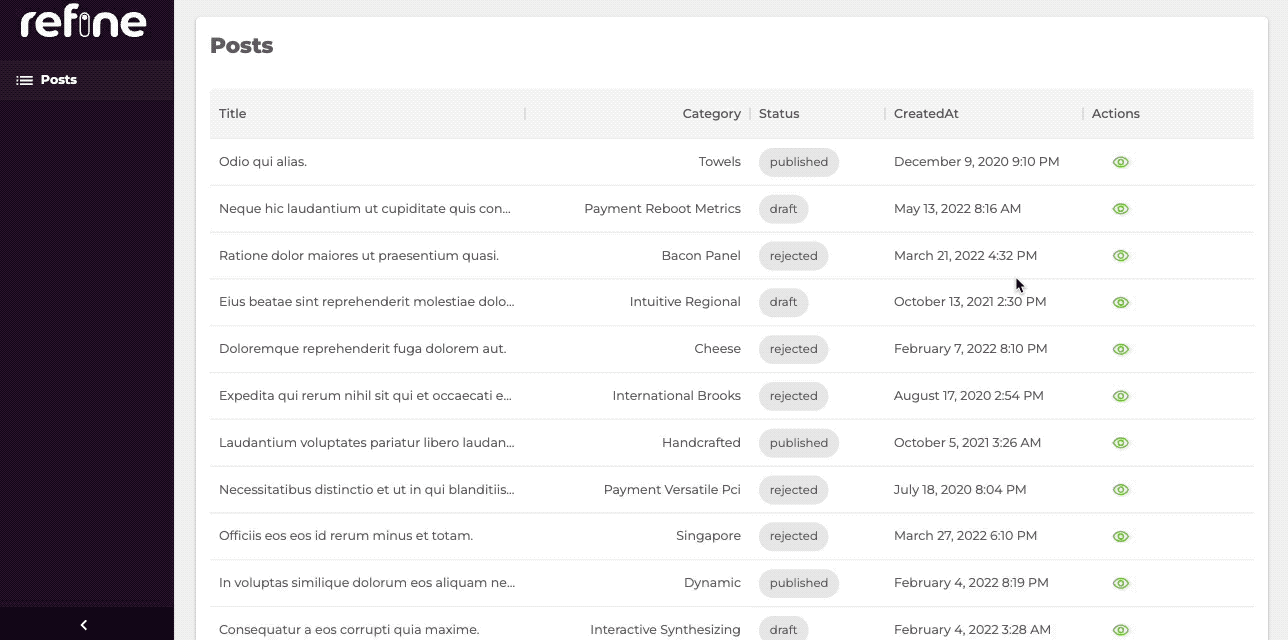 refine
Posts
Posts
Title Category Status CreatedAt Actions
Odio qui alias. Towels published December 9, 2020 9:10 PM
Neque hic laudantium ut cupiditate quis con... Payment Reboot Metrics draft May 13, 2022 8:16 AM
Ratione dolor maiores ut praesentium quasi. Bacon Panel rejected March 21, 2022 4:32 PM
Eius beatae sint reprehenderit molestiae dolo... Intuitive Regional draft October 13, 2021 2:30 PM
Doloremque reprehenderit fuga dolorem aut. Cheese rejected February 7, 2022 8:10 PM
Expedita qui rerum nihil sit qui et occaecati e... International Brooks rejected August 17, 2020 2:54 PM
Laudantium voluptates pariatur libero laudan... Handcrafted published October 5, 2021 3:26 AM
Necessitatibus distinctio et ut in qui blanditiis... Payment Versatile Pci rejected July 18, 2020 8:04 PM
Officiis eos eos id rerum minus et totam. Singapore rejected March 27, 2022 6:10 PM
In voluptas similique dolorum eos aliquam ne... Dynamic published February 4, 2022 8:19 PM
Consequatur a eos corrupti quia maxime. Interactive Synthesizing draft February 4, 2022 3:28 AM